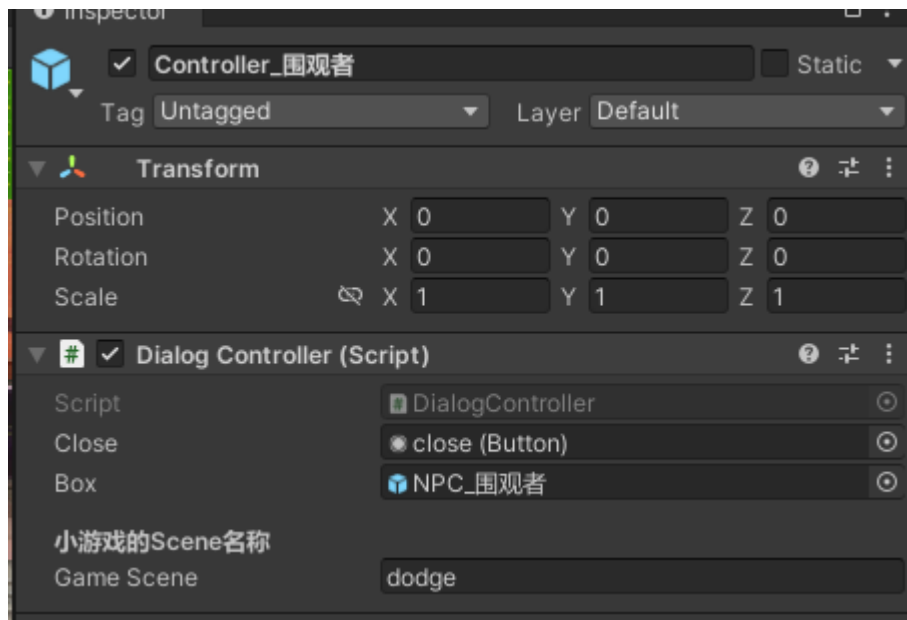 Inspector
Controller_围观者 Static
Tag Untagged Layer Default
Transform
Position X 0 Y 0 Z 0
Rotation X 0 Y 0 Z 0
Scale X 1 Y 1 Z 1
# Dialog Controller (Script)
Script # DialogController
Close close (Button)
Box NPC_围观者
小游戏的Scene名称
Game Scene dodge